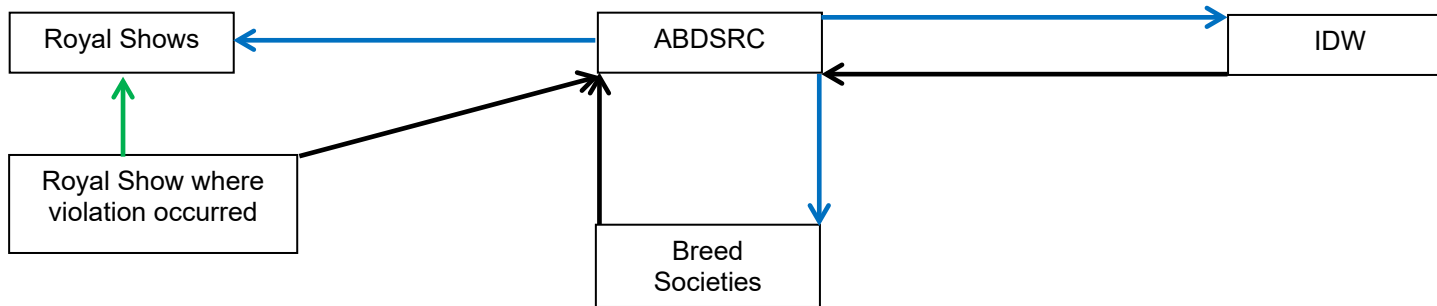 Royal Shows
ABDSRC
IDW
Royal Show where
violation occurred
Breed
Societies